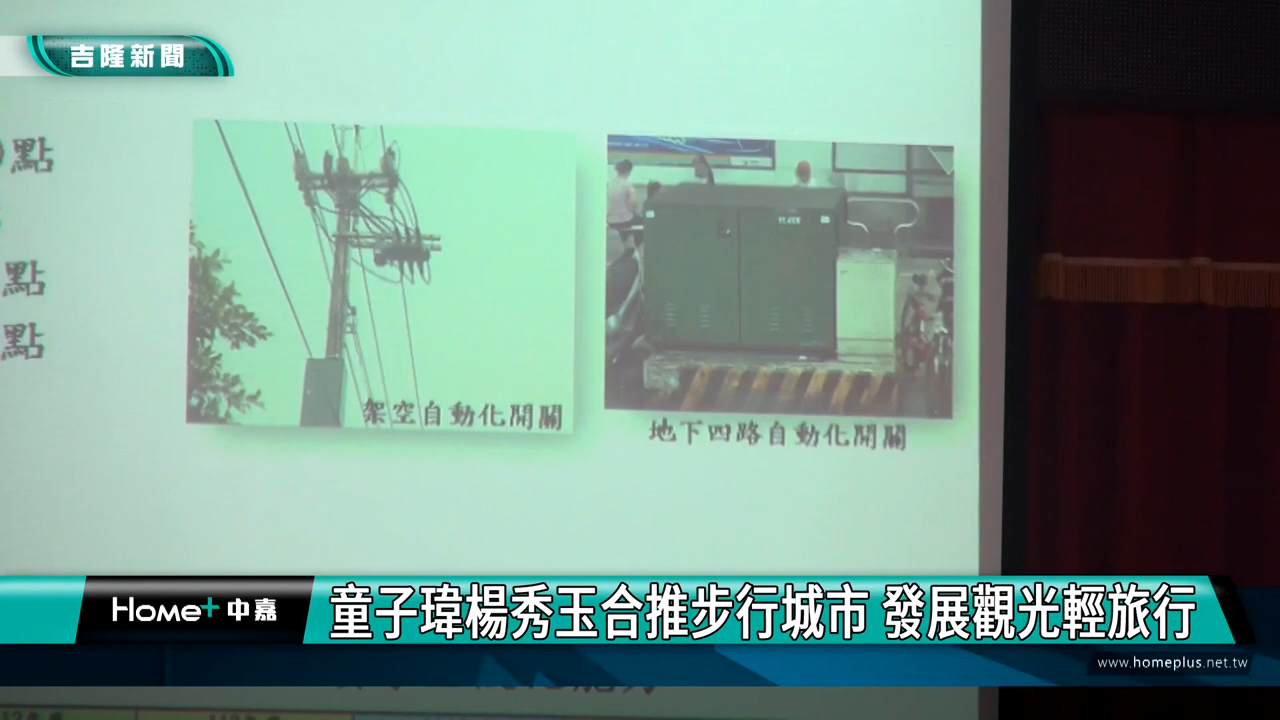 吉隆新聞
點
點
點
架空自動化開關
地下四路自動化開關
Home+ 中嘉
童子瑋楊秀玉合推步行城市 發展觀光輕旅行
www.homeplus.net.tw